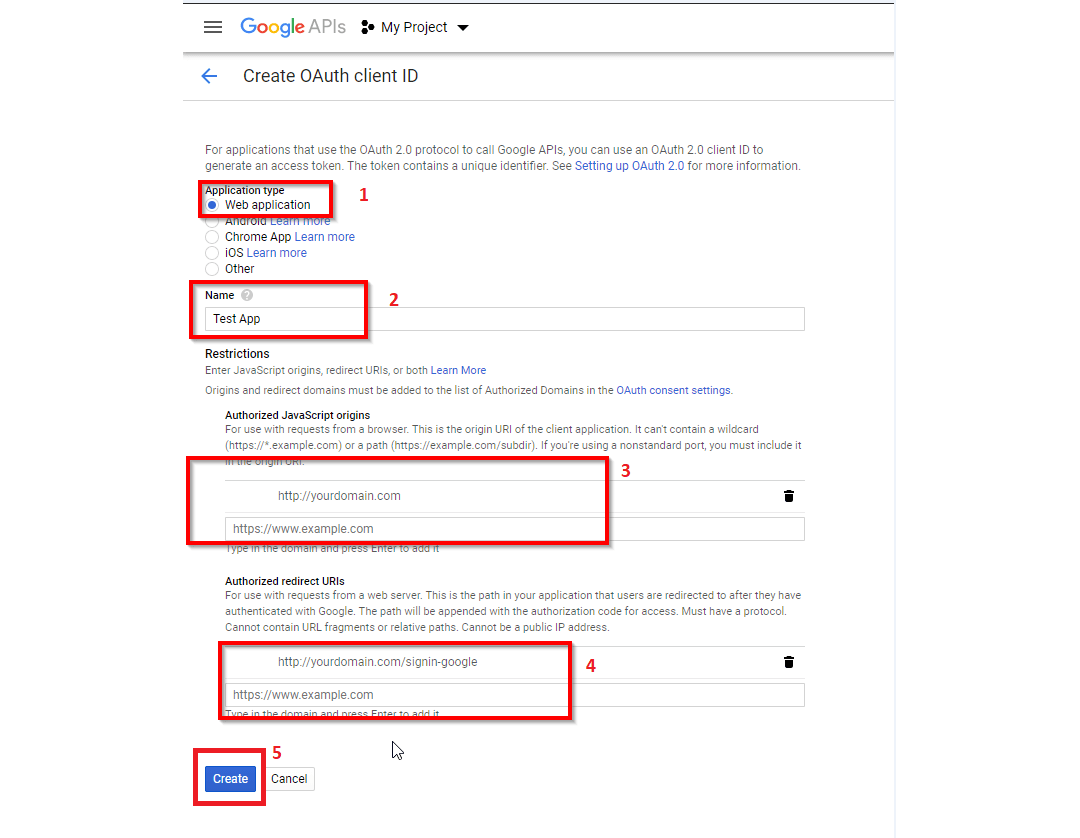 Google APIs My Project
Create OAuth client ID
For applications that use the OAuth 2.0 protocol to call Google APIs, you can use an OAuth 2.0 client ID to
generate an access token. The token contains a unique identifier. See Setting up OAuth 2.0 for more information.
Application type
1
Web application
Android Learn more
Chrome App Learn more
iOS Learn more
Other
Name ?
2
Test App
Restrictions
Enter JavaScript origins, redirect URIs, or both Learn More
Origins and redirect domains must be added to the list of Authorized Domains in the OAuth consent settings.
Authorized JavaScript origins
For use with requests from a browser. This is the origin URI of the client application. It can't contain a wildcard
(https://*.example.com) or a path (https://example.com/subdir). If you're using a nonstandard port, you must include it
in the origin URI.
3
http://yourdomain.com
https://www.example.com
Type in the domain and press Enter to add it
Authorized redirect URIs
For use with requests from a web server. This is the path in your application that users are redirected to after they have
authenticated with Google. The path will be appended with the authorization code for access. Must have a protocol.
Cannot contain URL fragments or relative paths. Cannot be a public IP address.
http://yourdomain.com/signin-google
4
https://www.example.com
Type in the domain and press Enter to add it
5
Create Cancel